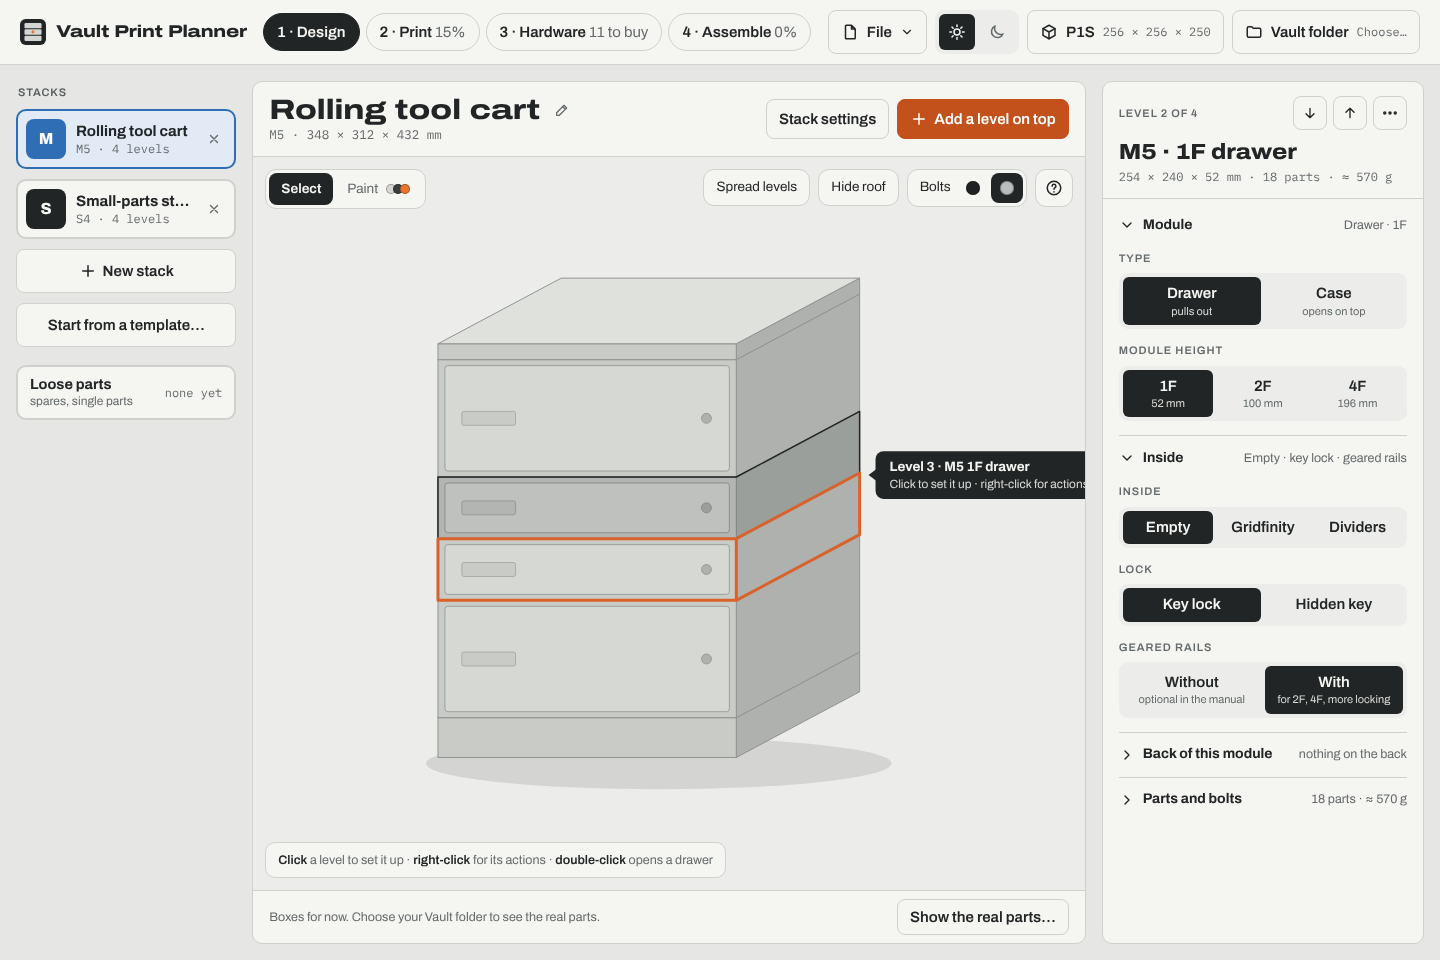 Vault Print Planner
1 · Design
2 · Print 15%
3 · Hardware 11 to buy
4 · Assemble 0%
File
P1S 256 × 256 × 250
Vault folder Choose…
STACKS
M
Rolling tool cart
M5 · 4 levels
S
Small-parts st…
S4 · 4 levels
New stack
Start from a template…
Loose parts
spares, single parts
none yet
Rolling tool cart
M5 · 348 × 312 × 432 mm
Stack settings
Add a level on top
Select
Paint
Spread levels
Hide roof
Bolts
Level 3 · M5 1F drawer
Click to set it up · right-click for actions
Click a level to set it up · right-click for its actions · double-click opens a drawer
Boxes for now. Choose your Vault folder to see the real parts.
Show the real parts…
LEVEL 2 OF 4
M5 · 1F drawer
254 × 240 × 52 mm · 18 parts · ≈ 570 g
Module
Drawer · 1F
TYPE
Drawer
pulls out
Case
opens on top
MODULE HEIGHT
1F
52 mm
2F
100 mm
4F
196 mm
Inside
Empty · key lock · geared rails
INSIDE
Empty
Gridfinity
Dividers
LOCK
Key lock
Hidden key
GEARED RAILS
Without
optional in the manual
With
for 2F, 4F, more locking
Back of this module
nothing on the back
Parts and bolts
18 parts · ≈ 570 g